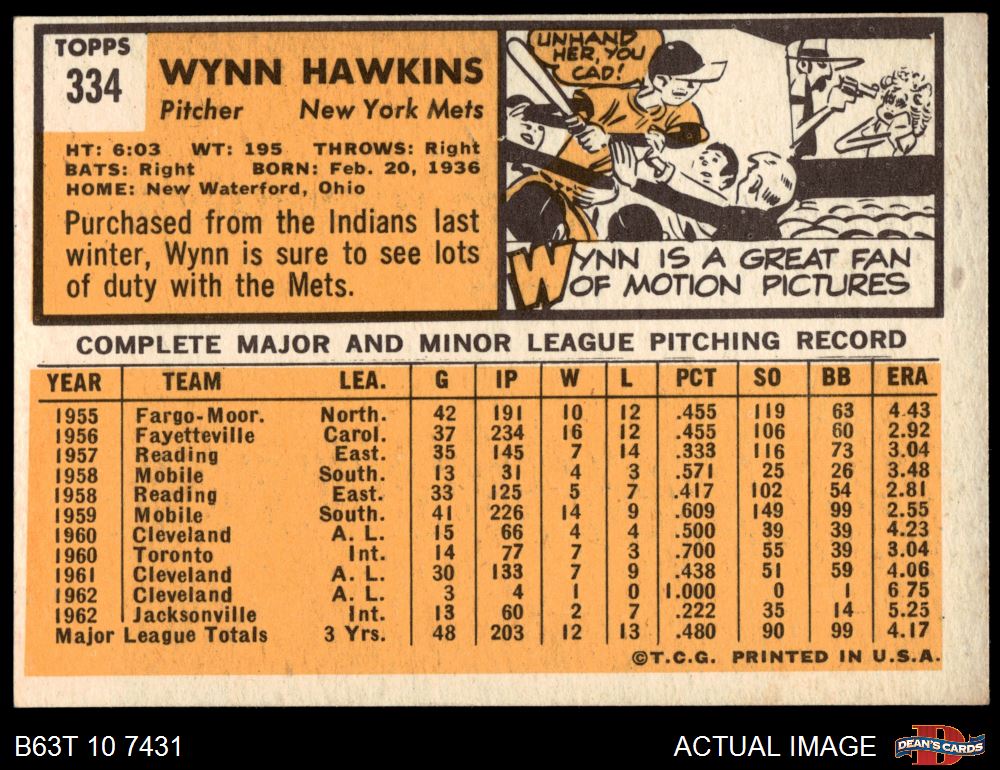 TOPPS
334
WYNN HAWKINS
Pitcher New York Mets
HT: 6:03 WT: 195 THROWS: Right
BATS: Right BORN: Feb. 20, 1936
HOME: New Waterford, Ohio
Purchased from the Indians last
winter, Wynn is sure to see lots
of duty with the Mets.
UNHAND
HER, YOU
CAD!
WYNN IS A GREAT FAN
OF MOTION PICTURES
COMPLETE MAJOR AND MINOR LEAGUE PITCHING RECORD
YEAR TEAM LEA. G IP W L PCT SO BB ERA
1955 Fargo-Moor. North. 42 191 10 12 .455 119 63 4.43
1956 Fayetteville Carol. 37 234 16 12 .455 106 60 2.92
1957 Reading East. 35 145 7 14 .333 116 73 3.04
1958 Mobile South. 13 31 4 3 .571 25 26 3.48
1958 Reading East. 33 125 5 7 .417 102 54 2.81
1959 Mobile South. 41 226 14 9 .609 149 99 2.55
1960 Cleveland A. L. 15 66 4 4 .500 39 39 4.23
1960 Toronto Int. 14 77 7 3 .700 55 39 3.04
1961 Cleveland A. L. 30 133 7 9 .438 51 59 4.06
1962 Cleveland A. L. 3 4 1 0 1.000 0 1 6.75
1962 Jacksonville Int. 13 60 2 7 .222 35 14 5.25
Major League Totals 3 Yrs. 48 203 12 13 .480 90 99 4.17
©T.C.G. PRINTED IN U.S.A.
B63T 10 7431
ACTUAL IMAGE
D
DEAN'S CARDS